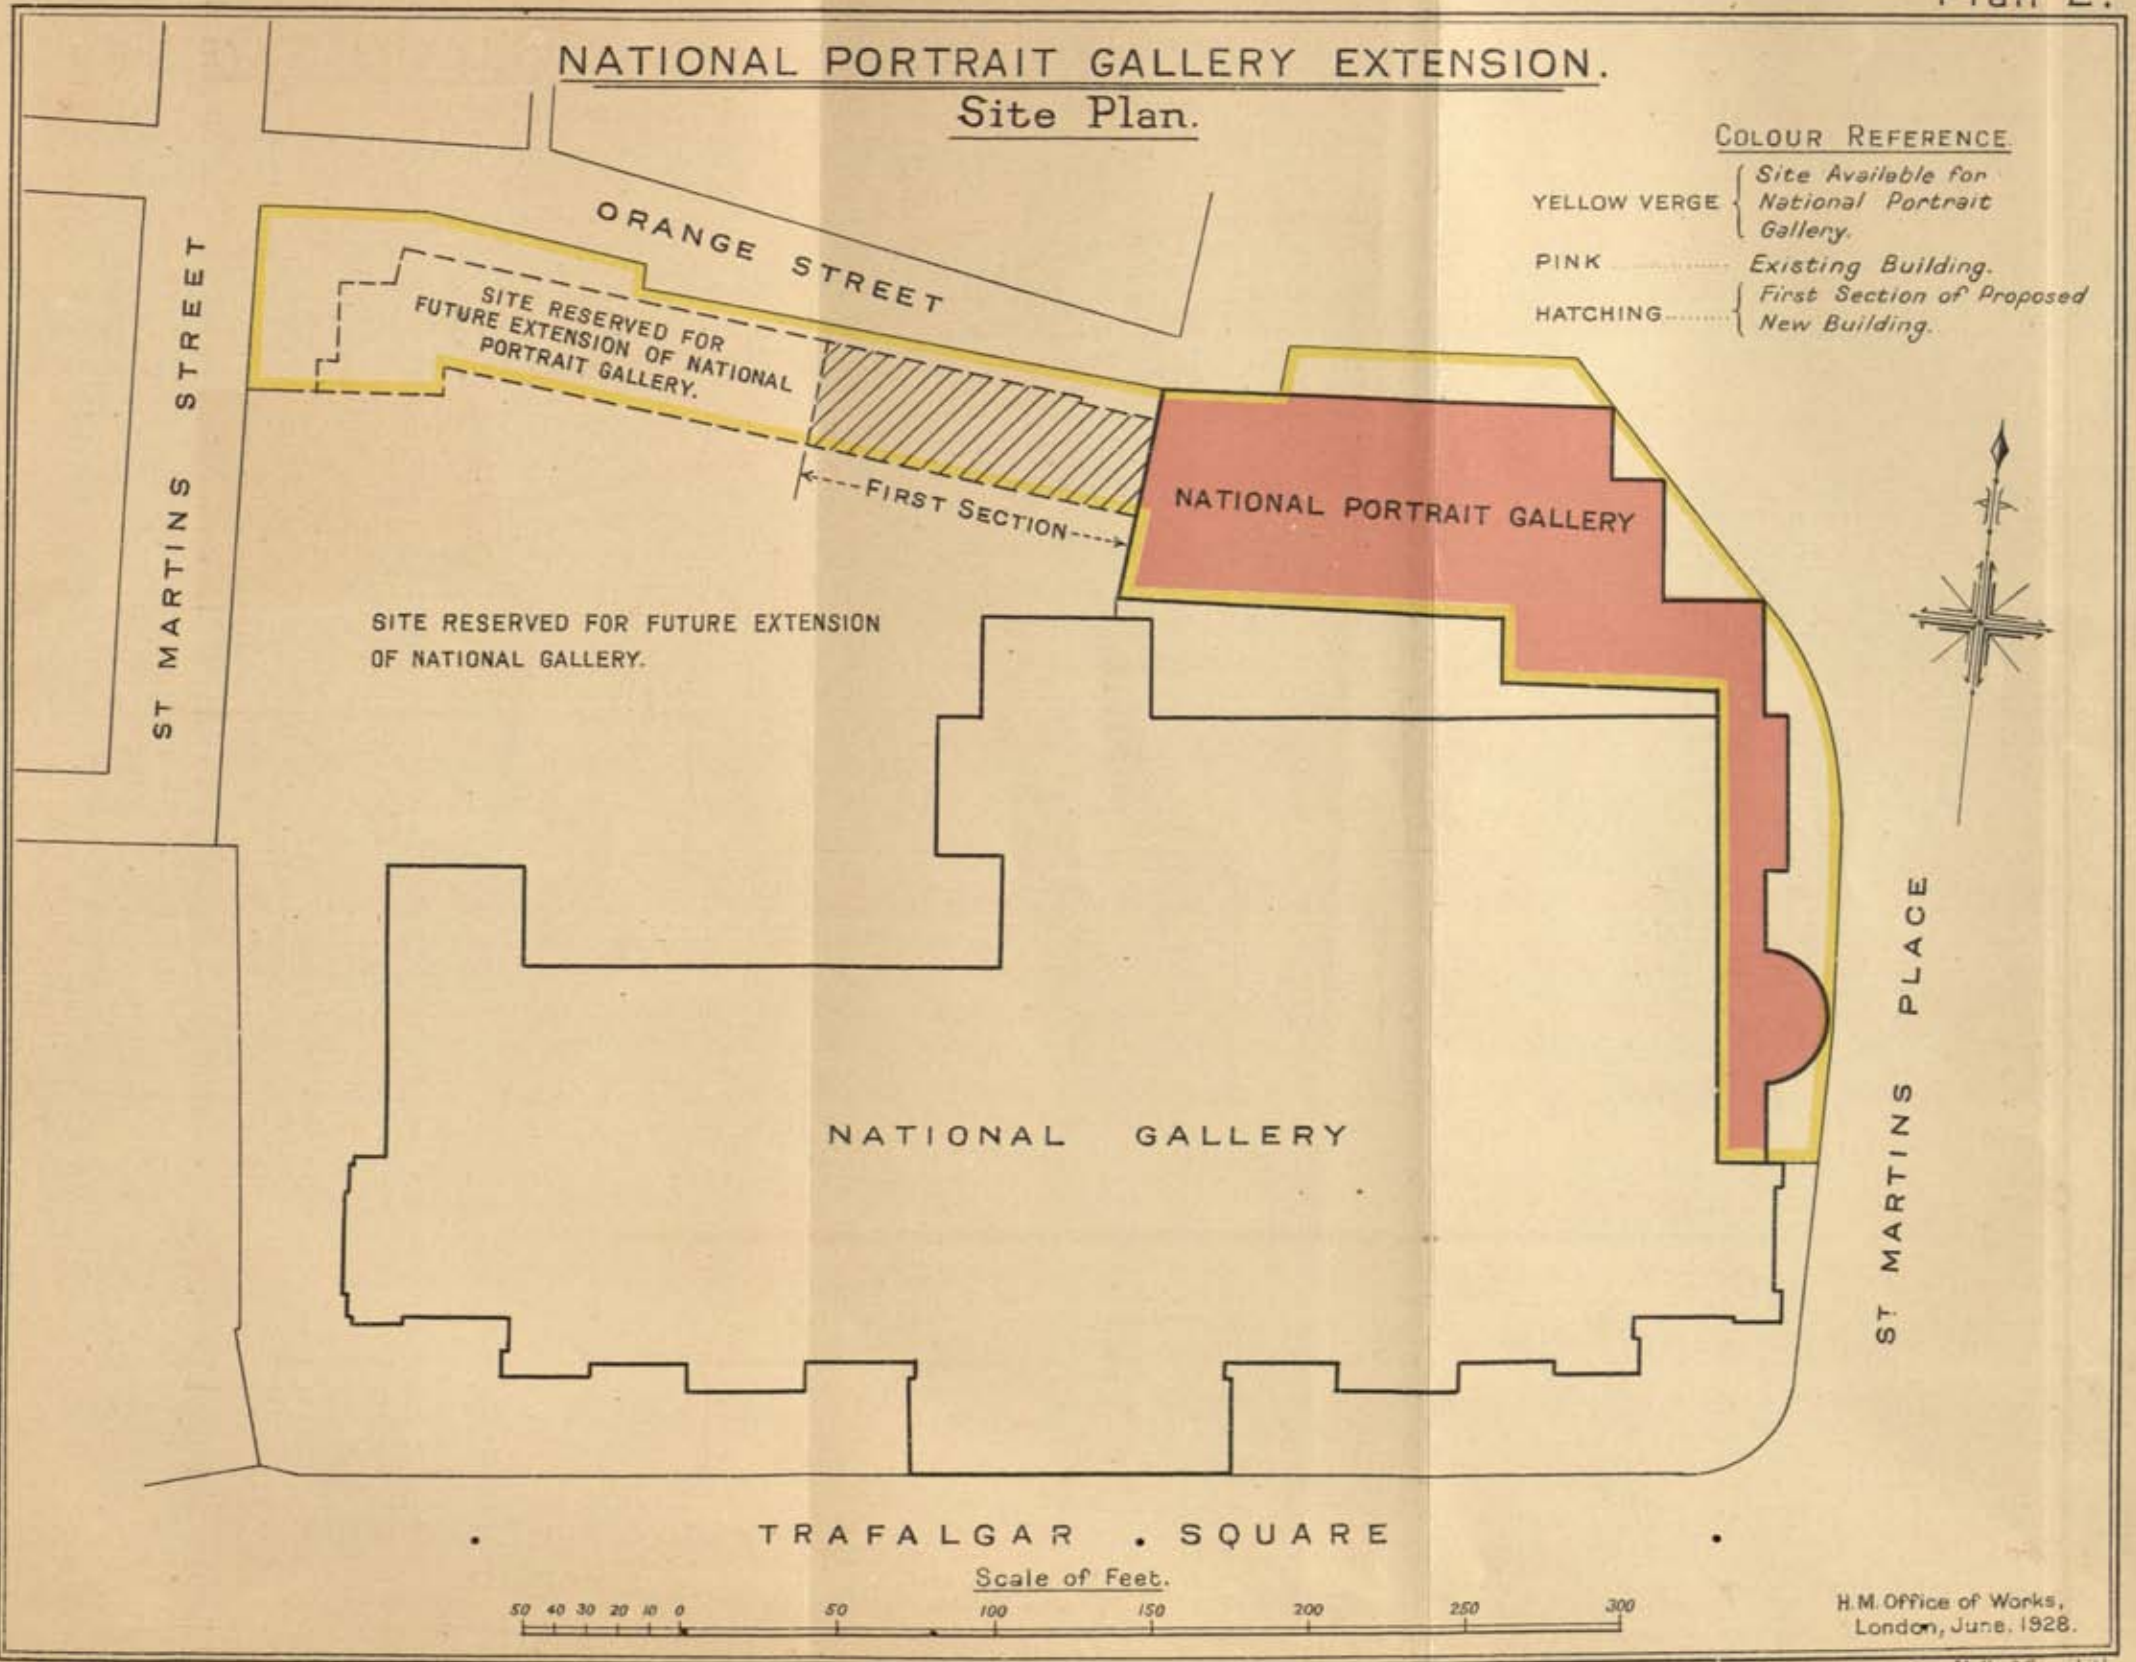 Plan 2.
NATIONAL PORTRAIT GALLERY EXTENSION.
Site Plan.
COLOUR REFERENCE.
YELLOW VERGE
Site Available for
National Portrait
Gallery.
PINK
Existing Building.
HATCHING
First Section of Proposed
New Building.
ORANGE STREET
ST MARTINS STREET
SITE RESERVED FOR
FUTURE EXTENSION OF NATIONAL
PORTRAIT GALLERY.
FIRST SECTION
NATIONAL PORTRAIT GALLERY
SITE RESERVED FOR FUTURE EXTENSION
OF NATIONAL GALLERY.
NATIONAL GALLERY
ST MARTINS PLACE
TRAFALGAR . SQUARE
Scale of Feet.
50 40 30 20 10 0 50 100 150 200 250 300
H.M. Office of Works,
London, June. 1928.